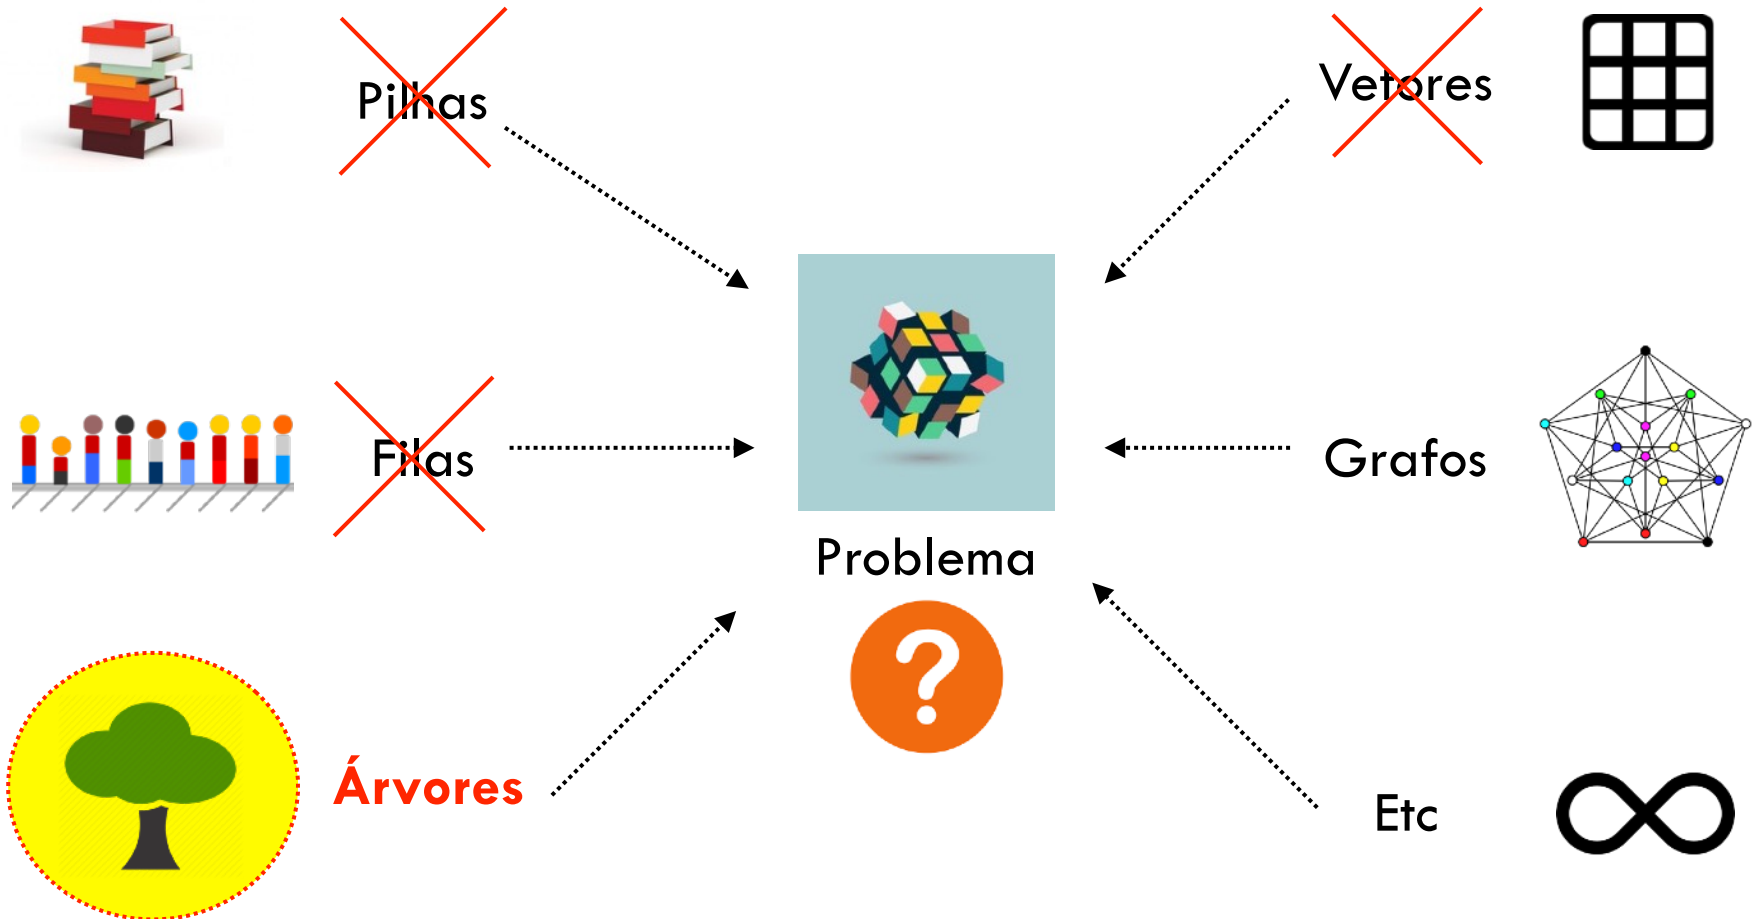 Pilhas
Vetores
Filas
Grafos
Problema
?
Árvores
Etc